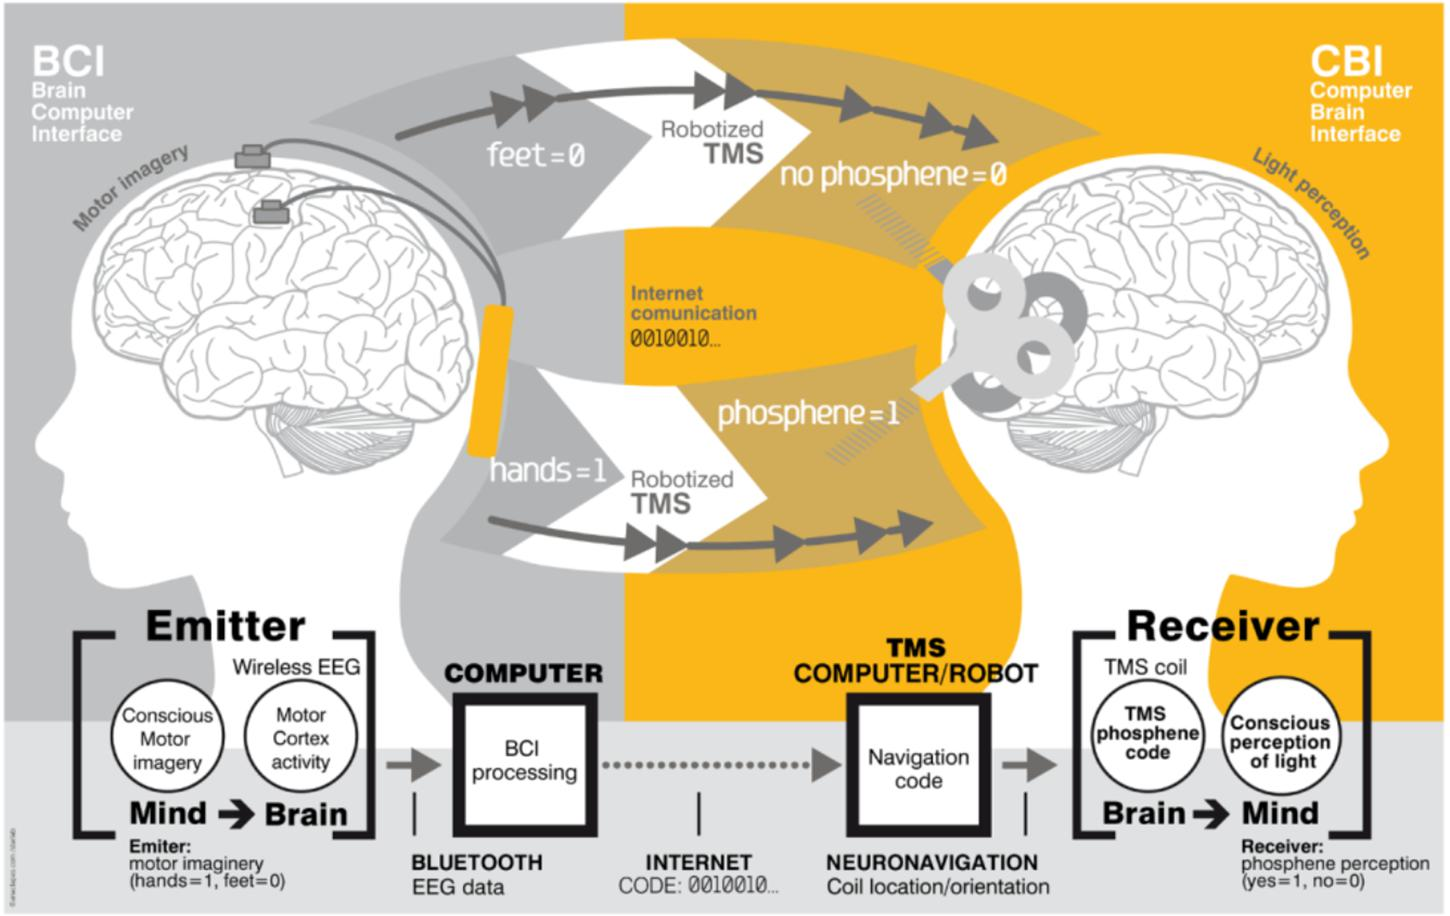 BCI
Brain
Computer
Interface
CBI
Computer
Brain
Interface
Motor imagery
Light perception
feet=0
Robotized
TMS
no phosphene=0
Internet
comunication
0010010...
phosphene=1
hands=1
Robotized
TMS
Emitter
Wireless EEG
Conscious
Motor
imagery
Motor
Cortex
activity
Mind → Brain
Emiter:
motor imaginery
(hands=1, feet=0)
COMPUTER
BCI
processing
BLUETOOTH
EEG data
INTERNET
CODE: 0010010...
TMS
COMPUTER/ROBOT
Navigation
code
NEURONAVIGATION
Coil location/orientation
Receiver
TMS coil
TMS
phosphene
code
Conscious
perception
of light
Brain → Mind
Receiver:
phosphene perception
(yes=1, no=0)